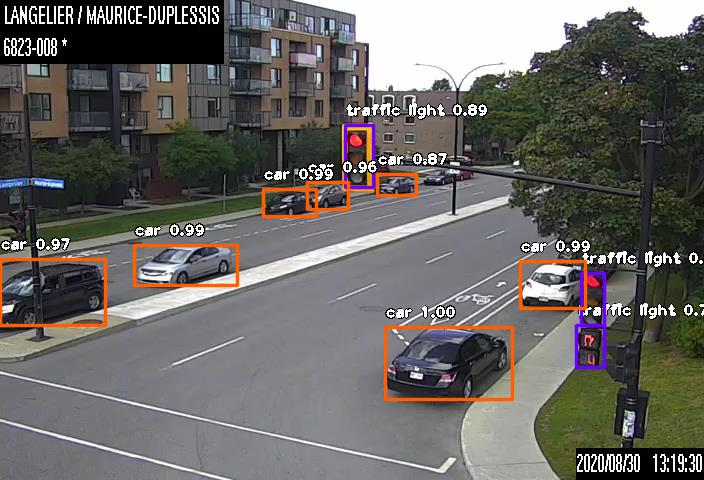 LANGELIER / MAURICE-DUPLESSIS
6823-008 *
traffic light 0.89
car 0.99
0.96
car 0.87
Langelier
car 0.97
car 0.99
car 0.99
traffic light 0.
car 1.00
traffic light 0.7
2020/08/30 13:19:30